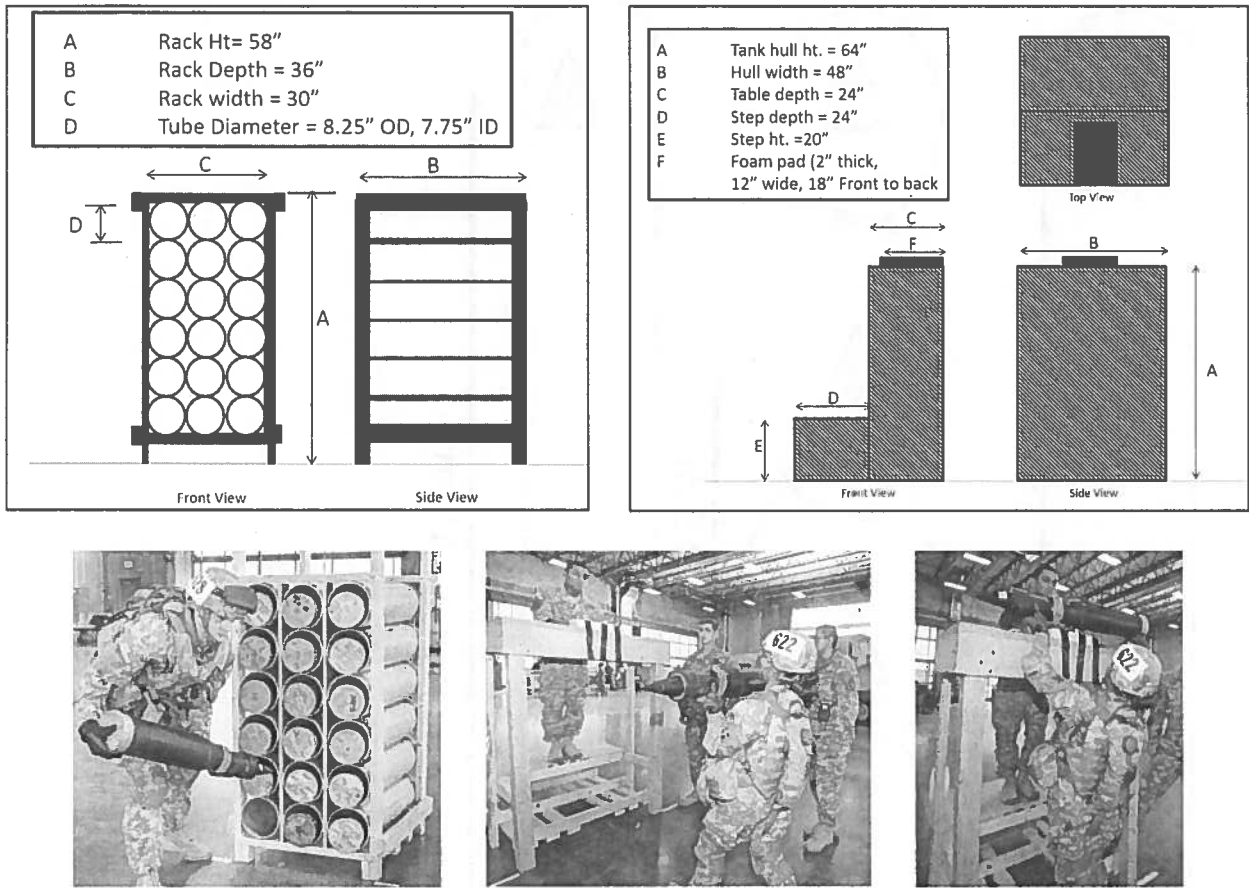 A Rack Ht= 58”
B Rack Depth = 36”
C Rack width = 30”
D Tube Diameter = 8.25” OD, 7.75” ID
C
B
D
A
Front View
Side View
A Tank hull ht. = 64”
B Hull width = 48”
C Table depth = 24”
D Step depth = 24”
E Step ht. =20”
F Foam pad (2” thick,
12” wide, 18” Front to back
Top View
C
F
B
A
D
E
Front View
Side View
622
622